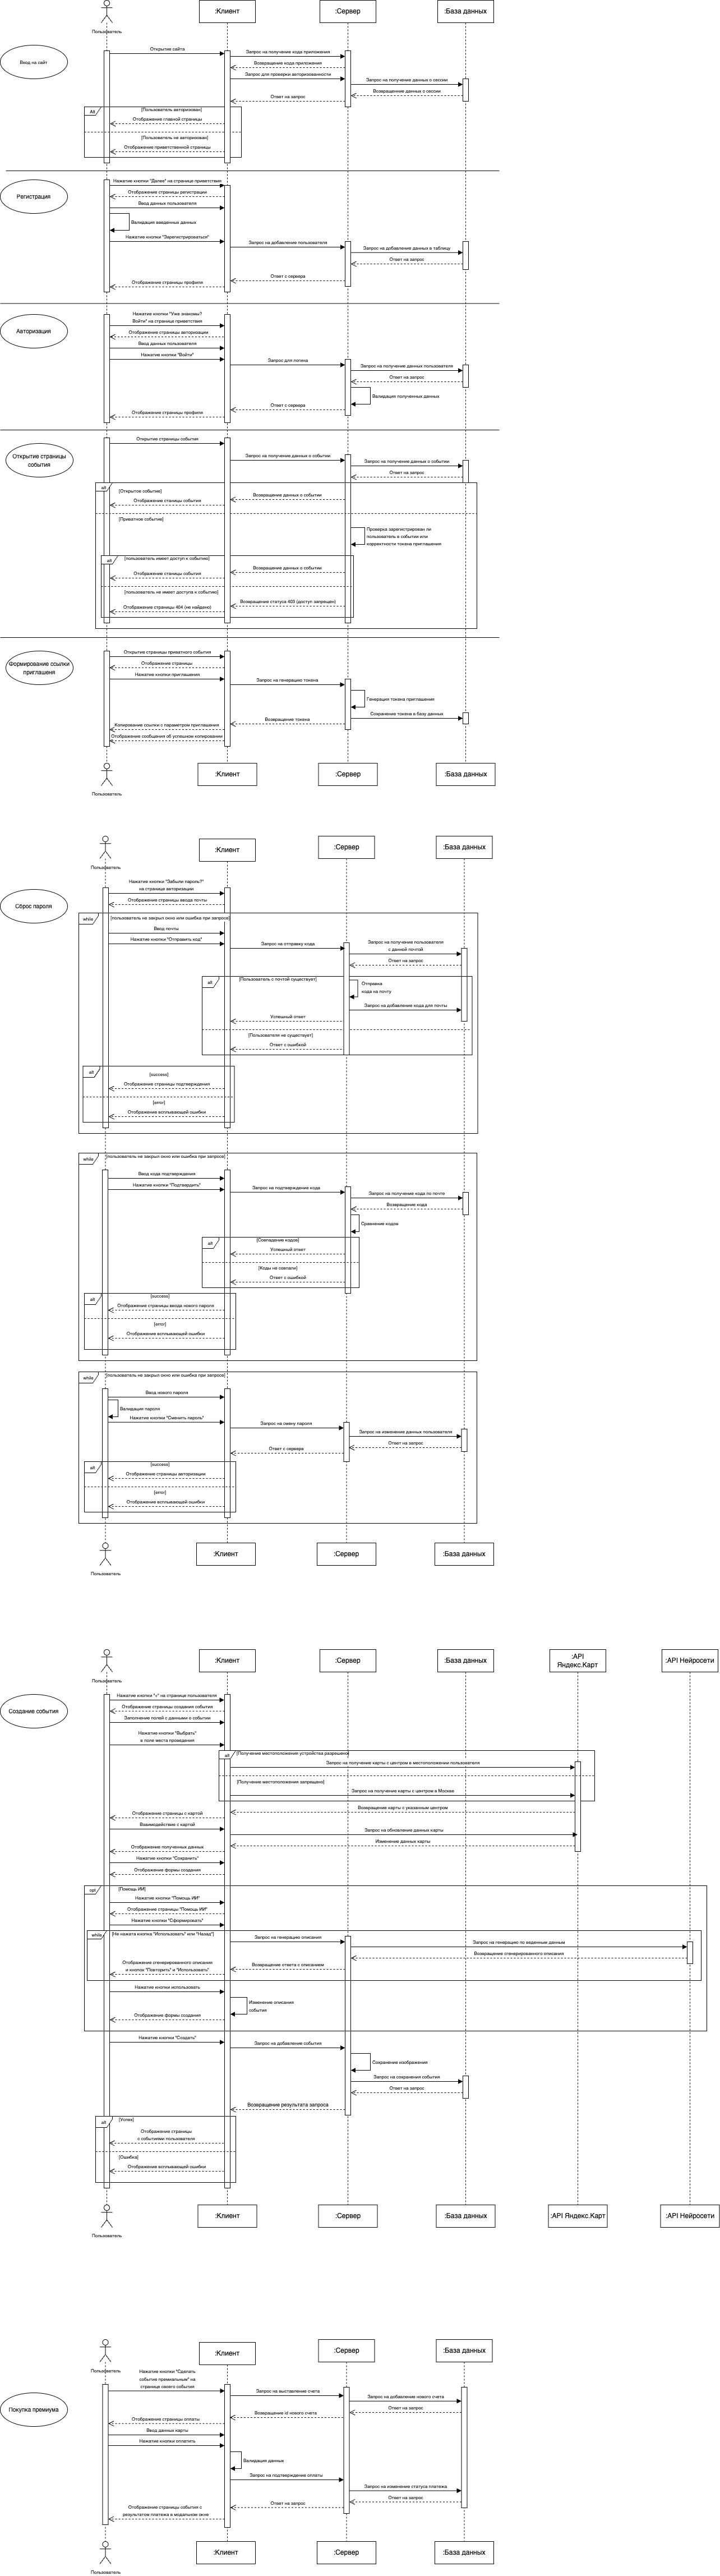 :Клиент
:Сервер
:База данных
Пользователь
Вход на сайт
Открытие сайта
Запрос на получение кода приложения
Возвращение кода приложения
Запрос для проверки авторизованности
Запрос на получение данных о сессии
Возвращение данных о сессии
Ответ на запрос
Alt
[Пользователь авторизован]
Отображение главной страницы
[Пользователь не авторизован]
Отображение приветственной страницы
Регистрация
Нажатие кнопки "Далее" на странице приветствия
Отображение страницы регистрации
Ввод данных пользователя
Валидация введенных данных
Нажатие кнопки "Зарегистрироваться"
Запрос на добавление пользователя
Запрос на добавление данных в таблицу
Ответ на запрос
Ответ с сервера
Отображение страницы профиля
Авторизация
Нажатие кнопки "Уже знакомы?
Войти" на странице приветствия
Отображение страницы авторизации
Ввод данных пользователя
Нажатие кнопки "Войти"
Запрос для логина
Запрос на получение данных пользователя
Ответ на запрос
Валидация полученных данных
Ответ с сервера
Отображение страницы профиля
Открытие страницы
события
Открытие страницы события
Запрос на получение данных о событии
Запрос на получение данных о событии
Ответ на запрос
alt
[Открытое событие]
Возвращение данных о событии
Отображение станицы события
[Приватное событие]
Проверка зарегистрирован ли
пользователь в событии или
корректности токена приглашения
alt
[пользователь имеет доступ к событию]
Возвращение данных о событии
Отображение станицы события
[пользователь не имеет доступа к событию]
Возвращение статуса 403 (доступ запрещен)
Отображение страницы 404 (не найдено)
Формирование ссылки
приглашеня
Открытие страницы приватного события
Отображение страницы
Нажатие кнопки приглашения
Запрос на генерацию токена
Генерация токена приглашения
Сохранение токена в базу данных
Возвращение токена
Копирование ссылки с параметром приглашения
Отображение сообщения об успешном копировании
Пользователь
:Клиент
:Сервер
:База данных
Пользователь
:Клиент
:Сервер
:База данных
Сброс пароля
Нажатие кнопки "Забыли пароль?"
на странице авторизации
Отображение страницы ввода почты
while
[пользователь не закрыл окно или ошибка при запросе]
Ввод почты
Нажатие кнопки "Отправить код"
Запрос на отправку кода
Запрос на получение пользователя
с данной почтой
Ответ на запрос
alt
[Пользователь с почтой существует]
Отправка
кода на почту
Запрос на добавление кода для почты
Успешный ответ
[Пользователя не существует]
Ответ с ошибкой
alt
[success]
Отображение страницы подтверждения
[error]
Отображение всплывающей ошибки
while
[пользователь не закрыл окно или ошибка при запросе]
Ввод кода подтверждения
Нажатие кнопки "Подтвердить"
Запрос на подтверждение кода
Запрос на получение кода по почте
Возвращение кода
Сравнение кодов
alt
[Совпадение кодов]
Успешный ответ
[Коды не совпали]
Ответ с ошибкой
alt
[success]
Отображение страницы ввода нового пароля
[error]
Отображение всплывающей ошибки
while
[пользователь не закрыл окно или ошибка при запросе]
Ввод нового пароля
Валидация пароля
Нажатие кнопки "Сменить пароль"
Запрос на смену пароля
Запрос на изменение данных пользователя
Ответ на запрос
Ответ с сервера
alt
[success]
Отображение страницы авторизации
[error]
Отображение всплывающей ошибки
Пользователь
:Клиент
:Сервер
:База данных
Пользователь
:Клиент
:Сервер
:База данных
:API
Яндекс.Карт
:API Нейросети
Создание события
Нажатие кнопки "+" на странице пользователя
Отображение страницы создания события
Заполнение полей с данными о событии
Нажатие кнопки "Выбрать"
в поле места проведения
alt
[Получение местоположения устройства разрашено]
Запрос на получение карты с центром в местоположении пользователя
[Получение местоположения запрещено]
Запрос на получение карты с центром в Москве
Возвращения карты с указанным центром
Отображение страницы с картой
Взаимодействие с картой
Запрос на обновление данных карты
Изменение данных карты
Отображение полученных данных
Нажатие кнопки "Сохранить"
Отображение формы создания
opt
[Помощь ИИ]
Нажатие кнопки "Помощь ИИ"
Отображение страницы "Помощь ИИ"
Нажатие кнопки "Сформировать"
while
[Не нажата кнопка "Использовать" или "Назад"]
Запрос на генерацию описания
Запрос на генерацию по веденным данным
Возвращение сгенерированного описания
Возвращение ответа с описанием
Отображение сгенерированного описания
и кнопок "Повторить" и "Использовать"
Нажатие кнопки использовать
Изменение описания
события
Отображение формы создания
Нажатие кнопки "Создать"
Запрос на добавление события
Сохранение изображения
Запрос на сохранения события
Ответ на запрос
Возвращение результата запроса
alt
[Успех]
Отображение страницы
с событиями пользователя
[Ошибка]
Отображение всплывающей ошибки
Пользователь
:Клиент
:Сервер
:База данных
:API Яндекс.Карт
:API Нейросети
Пользователь
:Клиент
:Сервер
:База данных
Покупка премиума
Нажатие кнопки "Сделать
событие премиальным" на
странице своего события
Запрос на выставление счета
Запрос на добавление нового счета
Ответ на запрос
Возвращение id нового счета
Отображение страницы оплаты
Ввод данных карты
Нажатие кнопки оплатить
Валидация данных
Запрос на подтверждение оплаты
Запрос на изменение статуса платежа
Ответ на запрос
Ответ на запрос
Отображение страницы события с
результатом платежа в модальном окне
Пользователь
:Клиент
:Сервер
:База данных